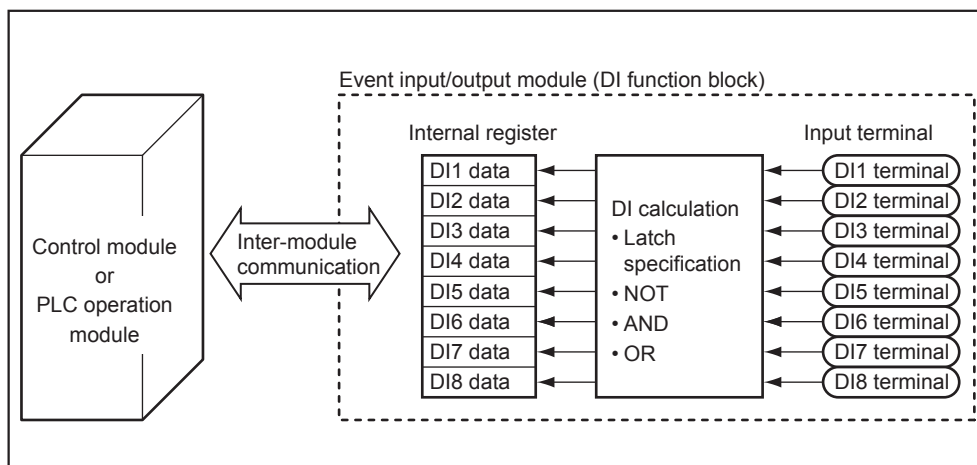 Event input/output module (DI function block)
Internal register
Input terminal
DI1 data
DI2 data
DI3 data
DI4 data
DI5 data
DI6 data
DI7 data
DI8 data
DI calculation
• Latch
specification
• NOT
• AND
• OR
DI1 terminal
DI2 terminal
DI3 terminal
DI4 terminal
DI5 terminal
DI6 terminal
DI7 terminal
DI8 terminal
Control module
or
PLC operation
module
Inter-module
communication